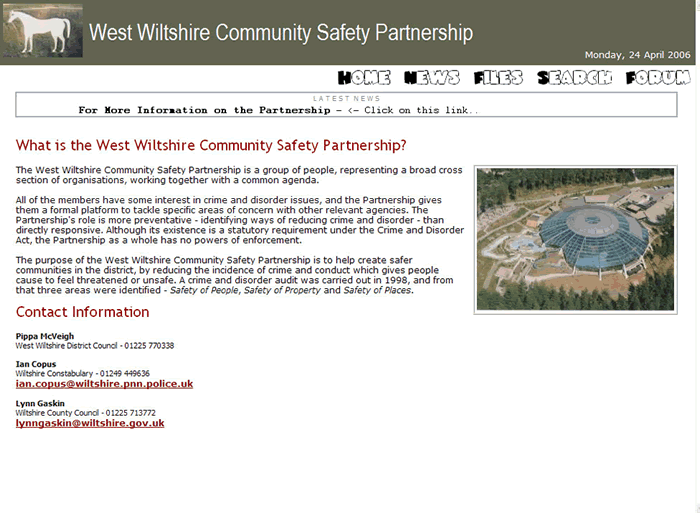 West Wiltshire Community Safety Partnership
Monday, 24 April 2006
HOME NEWS FILES SEARCH FORUM
LATEST NEWS
For More Information on the Partnership - <- Click on this link..
What is the West Wiltshire Community Safety Partnership?
The West Wiltshire Community Safety Partnership is a group of people, representing a broad cross
section of organisations, working together with a common agenda.
All of the members have some interest in crime and disorder issues, and the Partnership gives
them a formal platform to tackle specific areas of concern with other relevant agencies. The
Partnership's role is more preventative - identifying ways of reducing crime and disorder - than
directly responsive. Although its existence is a statutory requirement under the Crime and Disorder
Act, the Partnership as a whole has no powers of enforcement.
The purpose of the West Wiltshire Community Safety Partnership is to help create safer
communities in the district, by reducing the incidence of crime and conduct which gives people
cause to feel threatened or unsafe. A crime and disorder audit was carried out in 1998, and from
that three areas were identified - Safety of People, Safety of Property and Safety of Places.
Contact Information
Pippa McVeigh
West Wiltshire District Council - 01225 770338
Ian Copus
Wiltshire Constabulary - 01249 449636
ian.copus@wiltshire.pnn.police.uk
Lynn Gaskin
Wiltshire County Council - 01225 713772
lynngaskin@wiltshire.gov.uk